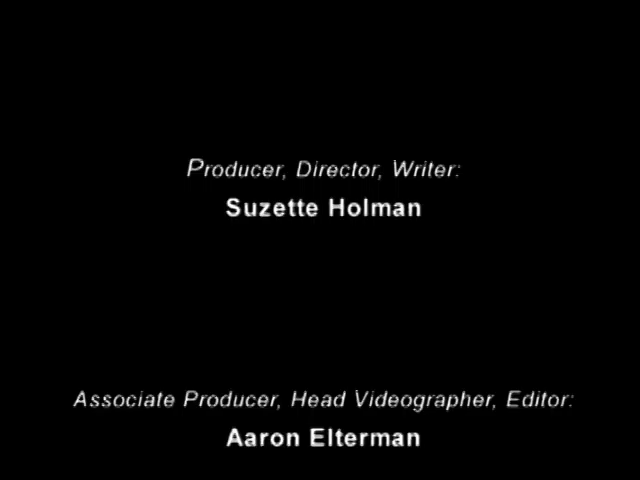 Producer, Director, Writer:
Suzette Holman
Associate Producer, Head Videographer, Editor:
Aaron Elterman